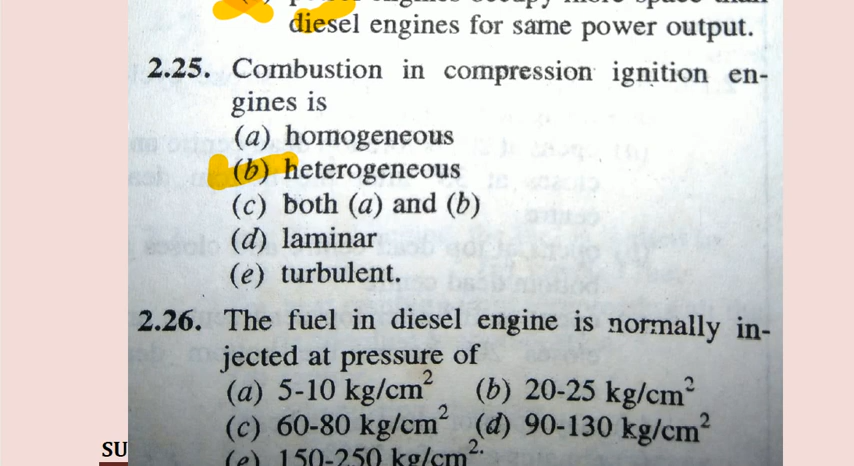 diesel engines for same power output.
2.25. Combustion in compression ignition en-
gines is
(a) homogeneous
(b) heterogeneous
(c) both (a) and (b)
(d) laminar
(e) turbulent.
2.26. The fuel in diesel engine is normally in-
jected at pressure of
(a) 5-10 kg/cm² (b) 20-25 kg/cm²
(c) 60-80 kg/cm² (d) 90-130 kg/cm²
(e) 150-250 kg/cm².
SU